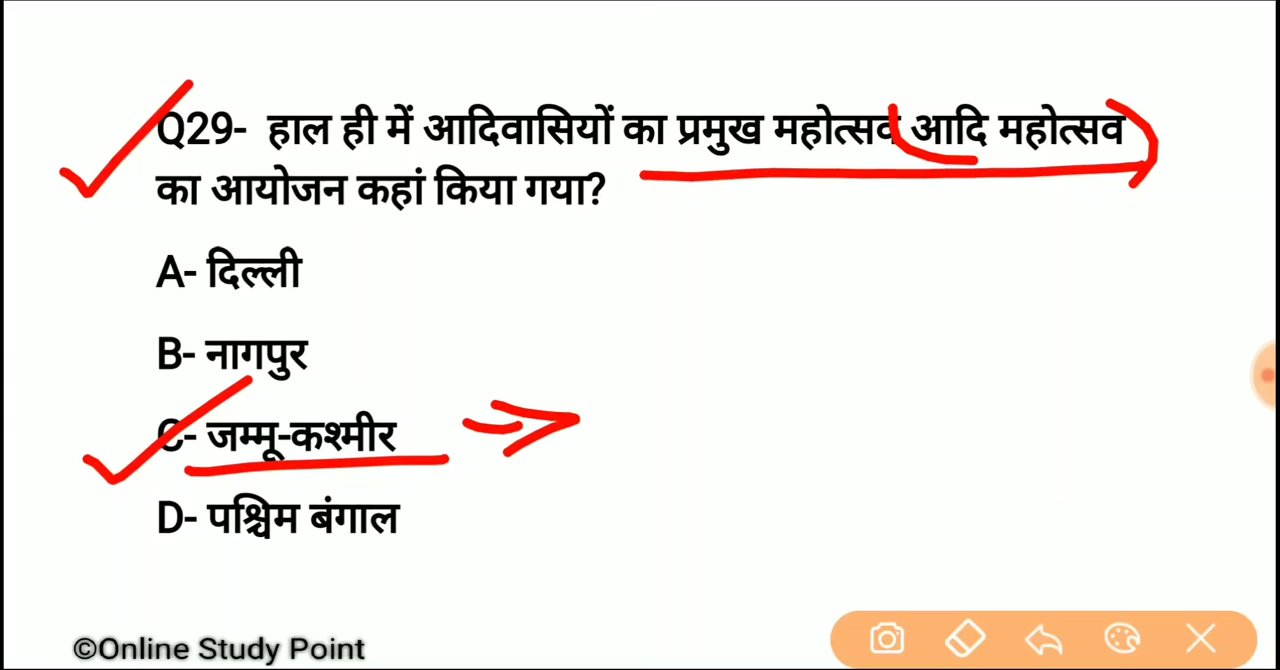 Q29- हाल ही में आदिवासियों का प्रमुख महोत्सव आदि महोत्सव
का आयोजन कहां किया गया?
A- दिल्ली
B- नागपुर
C- जम्मू-कश्मीर
D- पश्चिम बंगाल
©Online Study Point